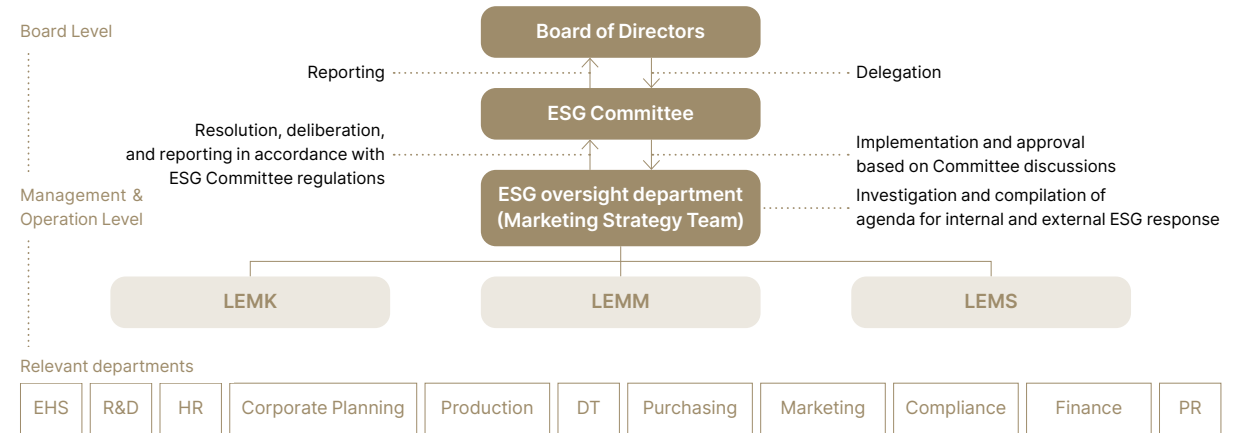 Board Level
Board of Directors
Reporting
Delegation
ESG Committee
Resolution, deliberation,
and reporting in accordance with
ESG Committee regulations
Implementation and approval
based on Committee discussions
Management &
Operation Level
ESG oversight department
(Marketing Strategy Team)
Investigation and compilation of
agenda for internal and external ESG response
LEMK
LEMM
LEMS
Relevant departments
EHS
R&D
HR
Corporate Planning
Production
DT
Purchasing
Marketing
Compliance
Finance
PR